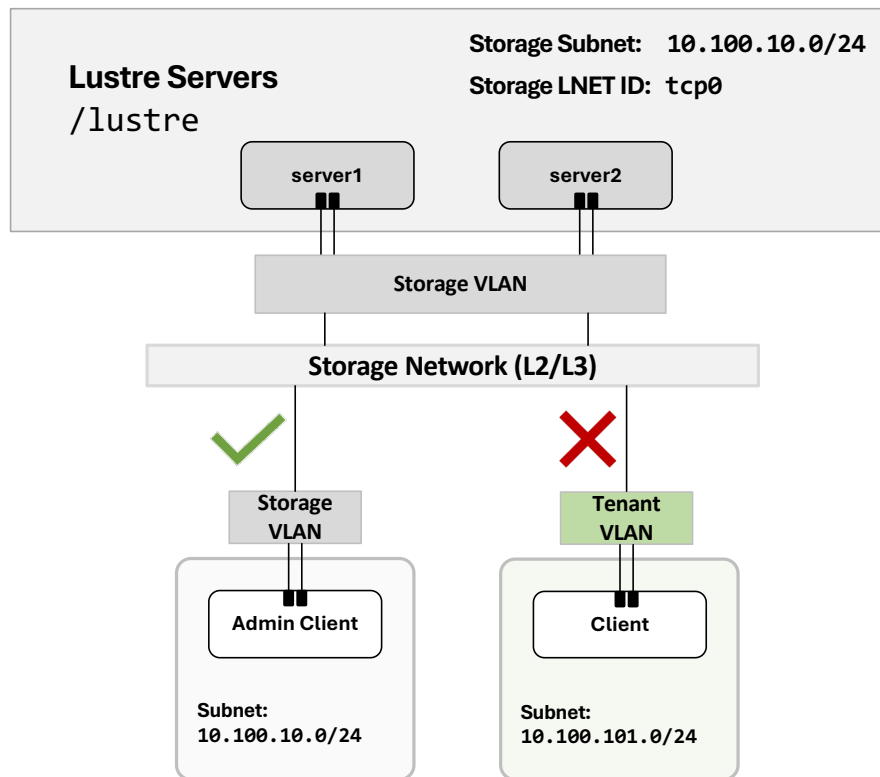 Lustre Servers
/lustre
Storage Subnet: 10.100.10.0/24
Storage LNET ID: tcp0
server1
server2
Storage VLAN
Storage Network (L2/L3)
Storage
VLAN
Tenant
VLAN
Admin Client
Client
Subnet:
10.100.10.0/24
Subnet:
10.100.101.0/24